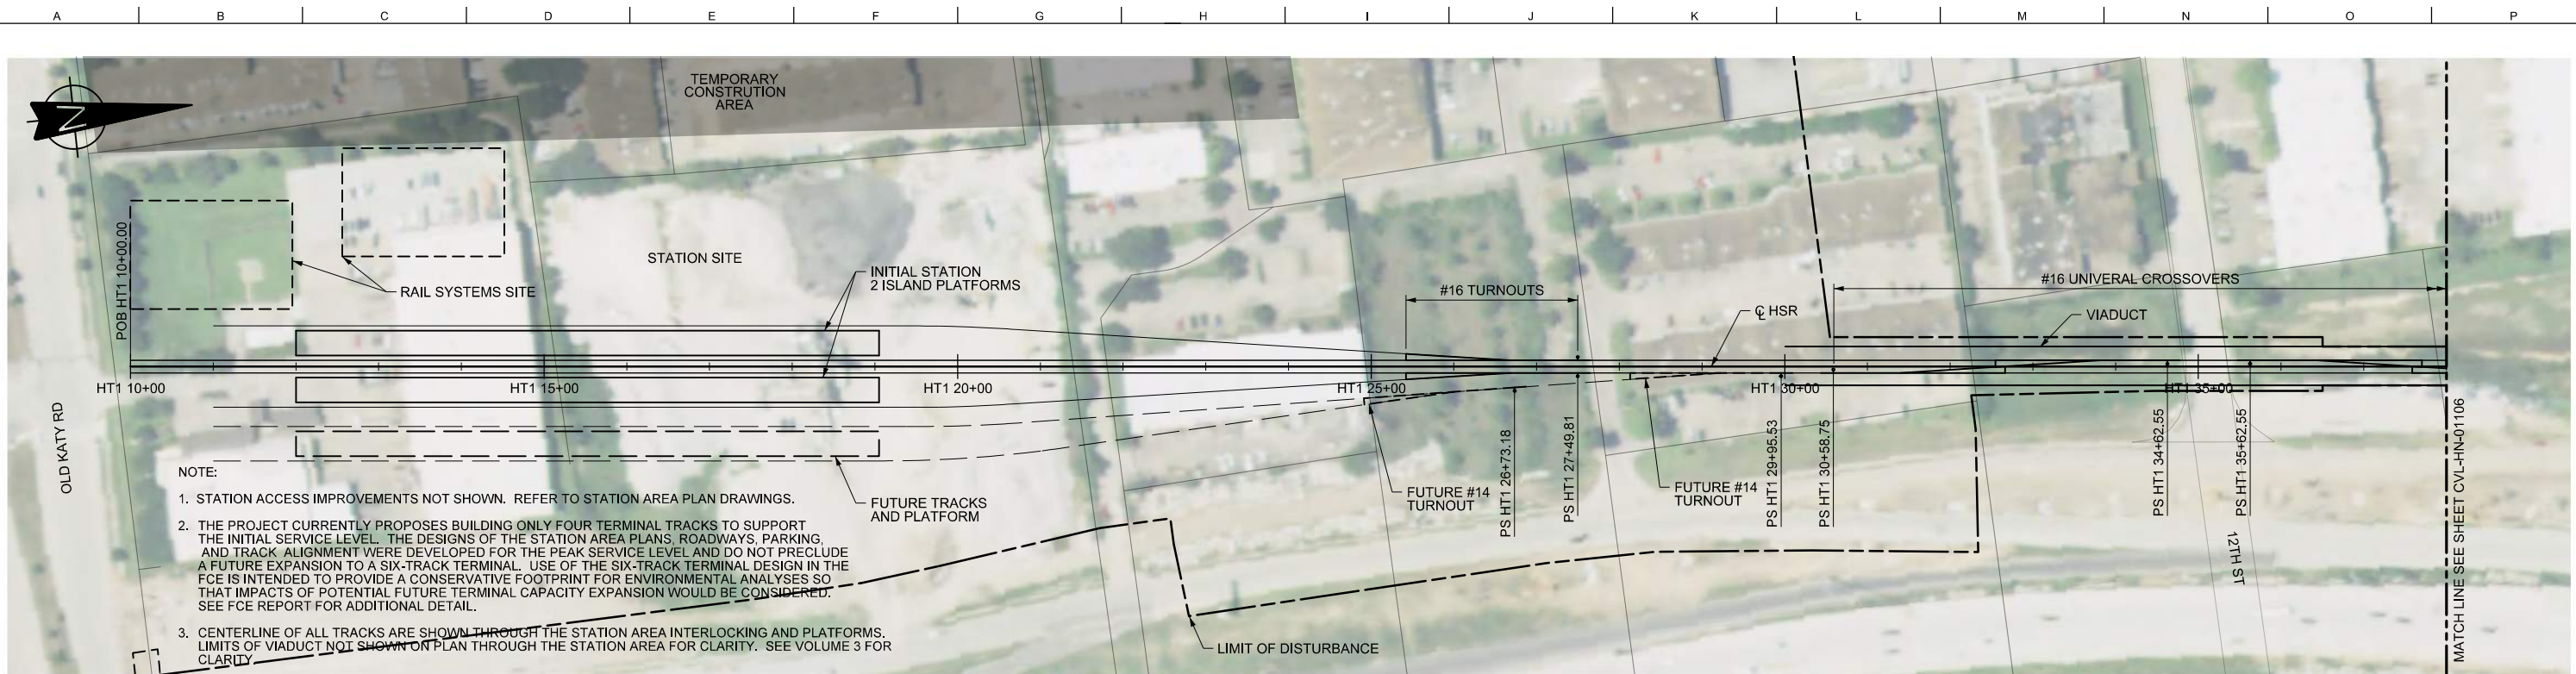 A B C D E F G H I J K L M N O P
TEMPORARY
CONSTRUTION
AREA
N
POB HT1 10+00.00
RAIL SYSTEMS SITE
STATION SITE
INITIAL STATION
2 ISLAND PLATFORMS
#16 TURNOUTS
℄ HSR
#16 UNIVERAL CROSSOVERS
VIADUCT
HT1 10+00
HT1 15+00
HT1 20+00
HT1 25+00
HT1 30+00
HT1 35+00
OLD KATY RD
FUTURE TRACKS
AND PLATFORM
FUTURE #14
TURNOUT
PS HT1 26+73.18
PS HT1 27+49.81
FUTURE #14
TURNOUT
PS HT1 29+95.53
PS HT1 30+58.75
PS HT1 34+62.55
PS HT1 35+62.55
12TH ST
MATCH LINE SEE SHEET CVL-HN-01106
LIMIT OF DISTURBANCE
NOTE:
1. STATION ACCESS IMPROVEMENTS NOT SHOWN. REFER TO STATION AREA PLAN DRAWINGS.
2. THE PROJECT CURRENTLY PROPOSES BUILDING ONLY FOUR TERMINAL TRACKS TO SUPPORT
THE INITIAL SERVICE LEVEL. THE DESIGNS OF THE STATION AREA PLANS, ROADWAYS, PARKING,
AND TRACK ALIGNMENT WERE DEVELOPED FOR THE PEAK SERVICE LEVEL AND DO NOT PRECLUDE
A FUTURE EXPANSION TO A SIX-TRACK TERMINAL. USE OF THE SIX-TRACK TERMINAL DESIGN IN THE
FCE IS INTENDED TO PROVIDE A CONSERVATIVE FOOTPRINT FOR ENVIRONMENTAL ANALYSES SO
THAT IMPACTS OF POTENTIAL FUTURE TERMINAL CAPACITY EXPANSION WOULD BE CONSIDERED.
SEE FCE REPORT FOR ADDITIONAL DETAIL.
3. CENTERLINE OF ALL TRACKS ARE SHOWN THROUGH THE STATION AREA INTERLOCKING AND PLATFORMS.
LIMITS OF VIADUCT NOT SHOWN ON PLAN THROUGH THE STATION AREA FOR CLARITY. SEE VOLUME 3 FOR
CLARITY.